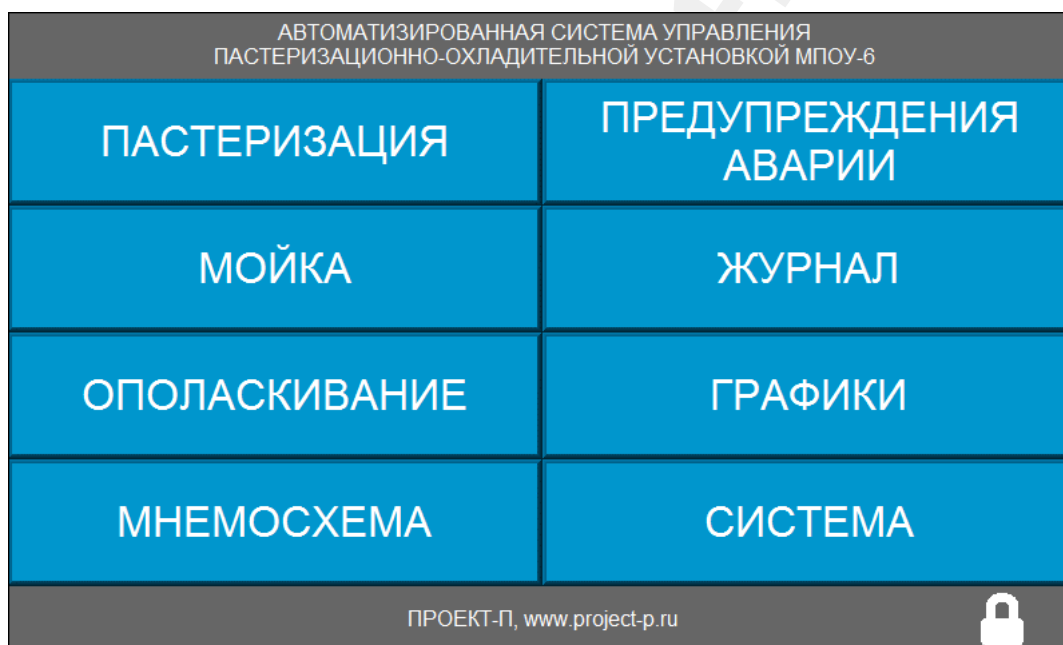 АВТОМАТИЗИРОВАННАЯ СИСТЕМА УПРАВЛЕНИЯ
ПАСТЕРИЗАЦИОННО-ОХЛАДИТЕЛЬНОЙ УСТАНОВКОЙ МПОУ-6
ПАСТЕРИЗАЦИЯ
ПРЕДУПРЕЖДЕНИЯ
АВАРИИ
МОЙКА
ЖУРНАЛ
ОПОЛАСКИВАНИЕ
ГРАФИКИ
МНЕМОСХЕМА
СИСТЕМА
ПРОЕКТ-П, www.project-p.ru